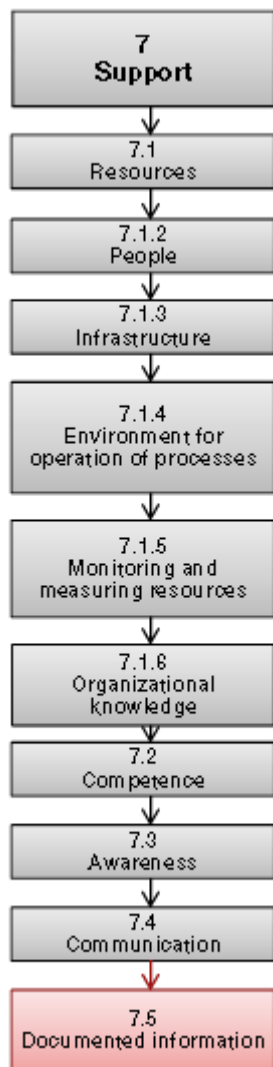 7
Support
7.1
Resources
7.1.2
People
7.1.3
Infrastructure
7.1.4
Environment for
operation of processes
7.1.5
Monitoring and
measuring resources
7.1.6
Organizational
knowledge
7.2
Competence
7.3
Awareness
7.4
Communication
7.5
Documented information